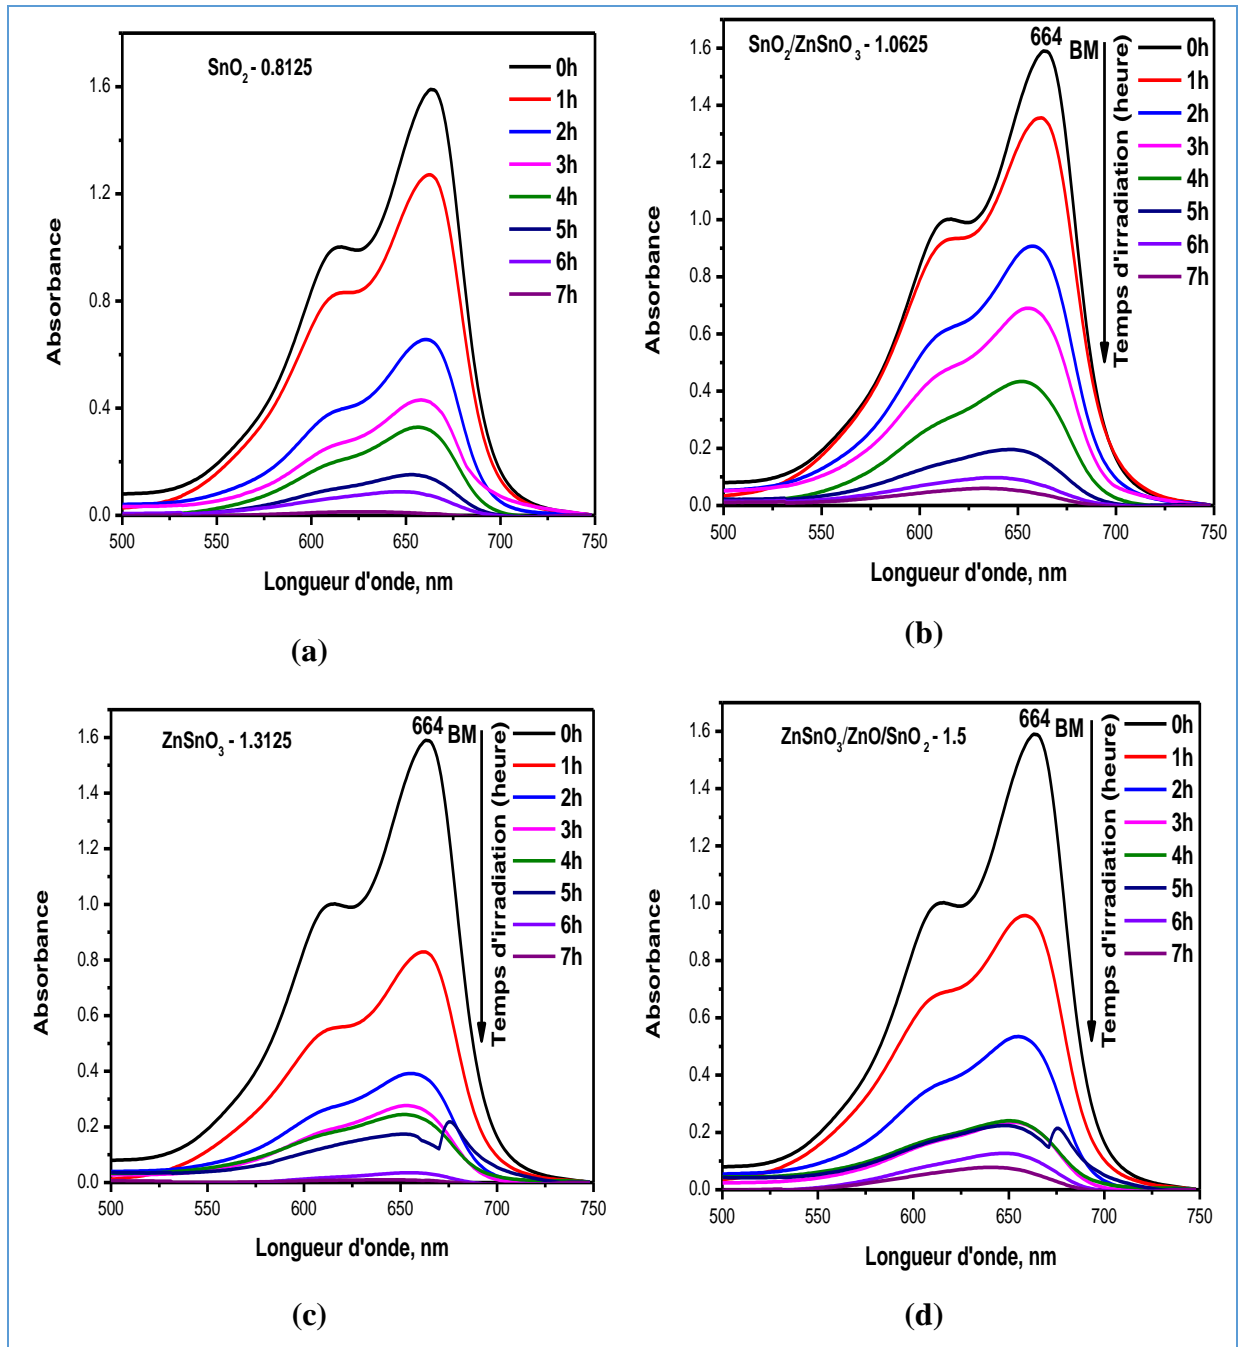 SnO2 - 0.8125
0h
1h
2h
3h
4h
5h
6h
7h
1.6
1.2
0.8
0.4
0.0
500 550 600 650 700 750
Absorbance
Longueur d'onde, nm
(a)
SnO2/ZnSnO3 - 1.0625
664
BM
Temps d'irradiation (heure)
0h
1h
2h
3h
4h
5h
6h
7h
1.6
1.4
1.2
1.0
0.8
0.6
0.4
0.2
0.0
500 550 600 650 700 750
Absorbance
Longueur d'onde, nm
(b)
ZnSnO3 - 1.3125
664
BM
Temps d'irradiation (heure)
0h
1h
2h
3h
4h
5h
6h
7h
1.6
1.4
1.2
1.0
0.8
0.6
0.4
0.2
0.0
500 550 600 650 700 750
Absorbance
Longueur d'onde, nm
(c)
ZnSnO3/ZnO/SnO2 - 1.5
664
BM
Temps d'irradiation (heure)
0h
1h
2h
3h
4h
5h
6h
7h
1.6
1.4
1.2
1.0
0.8
0.6
0.4
0.2
0.0
500 550 600 650 700 750
Absorbance
Longueur d'onde, nm
(d)